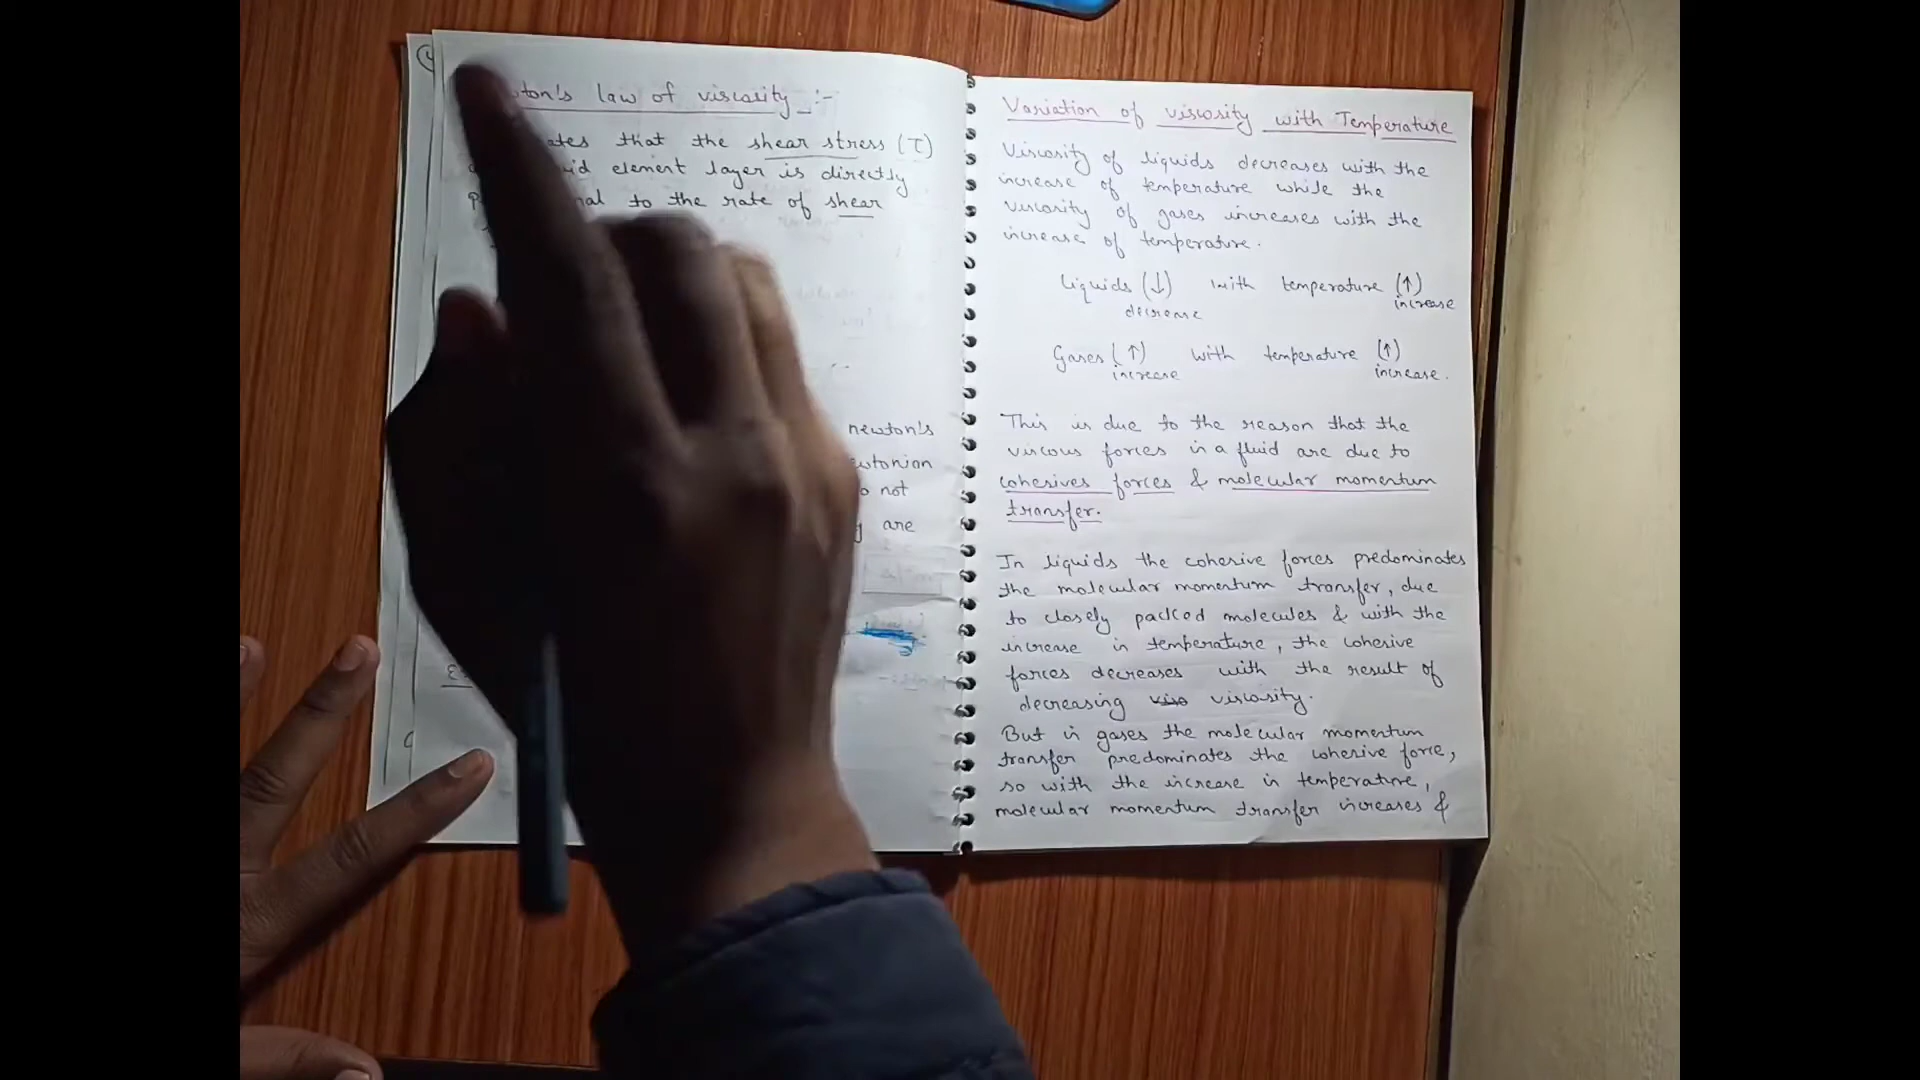 law of viscosity :-
that the shear stress (τ)
element layer is directly
to the rate of shear
newton's
not
are
Variation of viscosity with Temperature
Viscosity of liquids decreases with the
increase of temperature while the
viscosity of gases increases with the
increase of temperature.
liquids (↓) with temperature (↑)
decrease increase
Gases (↑) with temperature (↑)
increase increase.
This is due to the reason that the
viscous forces in a fluid are due to
cohesives forces & molecular momentum
transfer.
In liquids the cohesive forces predominates
the molecular momentum transfer, due
to closely packed molecules & with the
increase in temperature, the cohesive
forces decreases with the result of
decreasing viscosity.
But in gases the molecular momentum
transfer predominates the cohesive force,
so with the increase in temperature,
molecular momentum transfer increases &